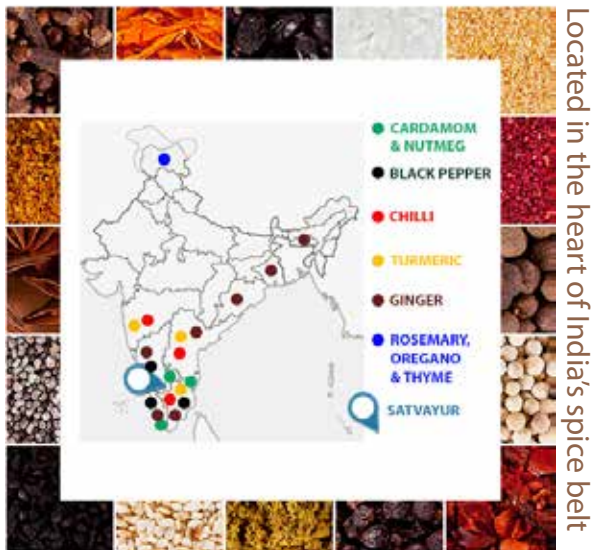 CARDAMOM
& NUTMEG
BLACK PEPPER
CHILLI
TURMERIC
GINGER
ROSEMARY,
OREGANO
& THYME
SATVAYUR
Located in the heart of India's spice belt